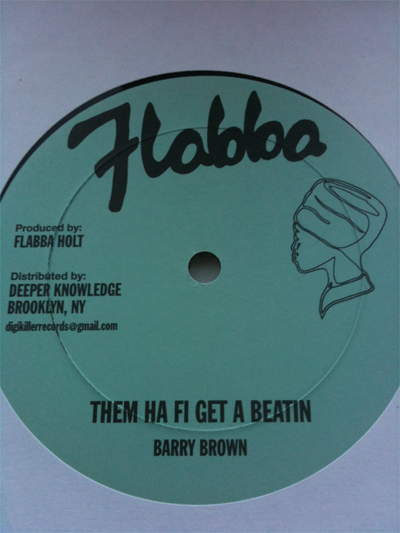 Flabba
Produced by:
FLABBA HOLT
Distributed by:
DEEPER KNOWLEDGE
BROOKLYN, NY
digikillerrecords@gmail.com
THEM HA FI GET A BEATIN
BARRY BROWN